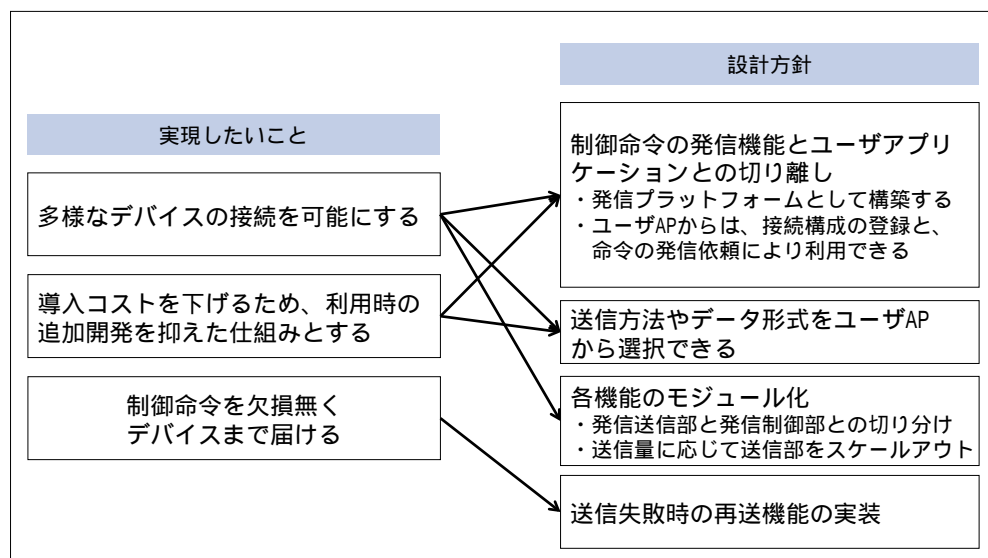 実現したいこと
多様なデバイスの接続を可能にする
導入コストを下げるため、利用時の
追加開発を抑えた仕組みとする
制御命令を欠損無く
デバイスまで届ける
設計方針
制御命令の発信機能とユーザアプリ
ケーションとの切り離し
・発信プラットフォームとして構築する
・ユーザAPからは、接続構成の登録と、
命令の発信依頼により利用できる
送信方法やデータ形式をユーザAP
から選択できる
各機能のモジュール化
・発信送信部と発信制御部との切り分け
・送信量に応じて送信部をスケールアウト
送信失敗時の再送機能の実装